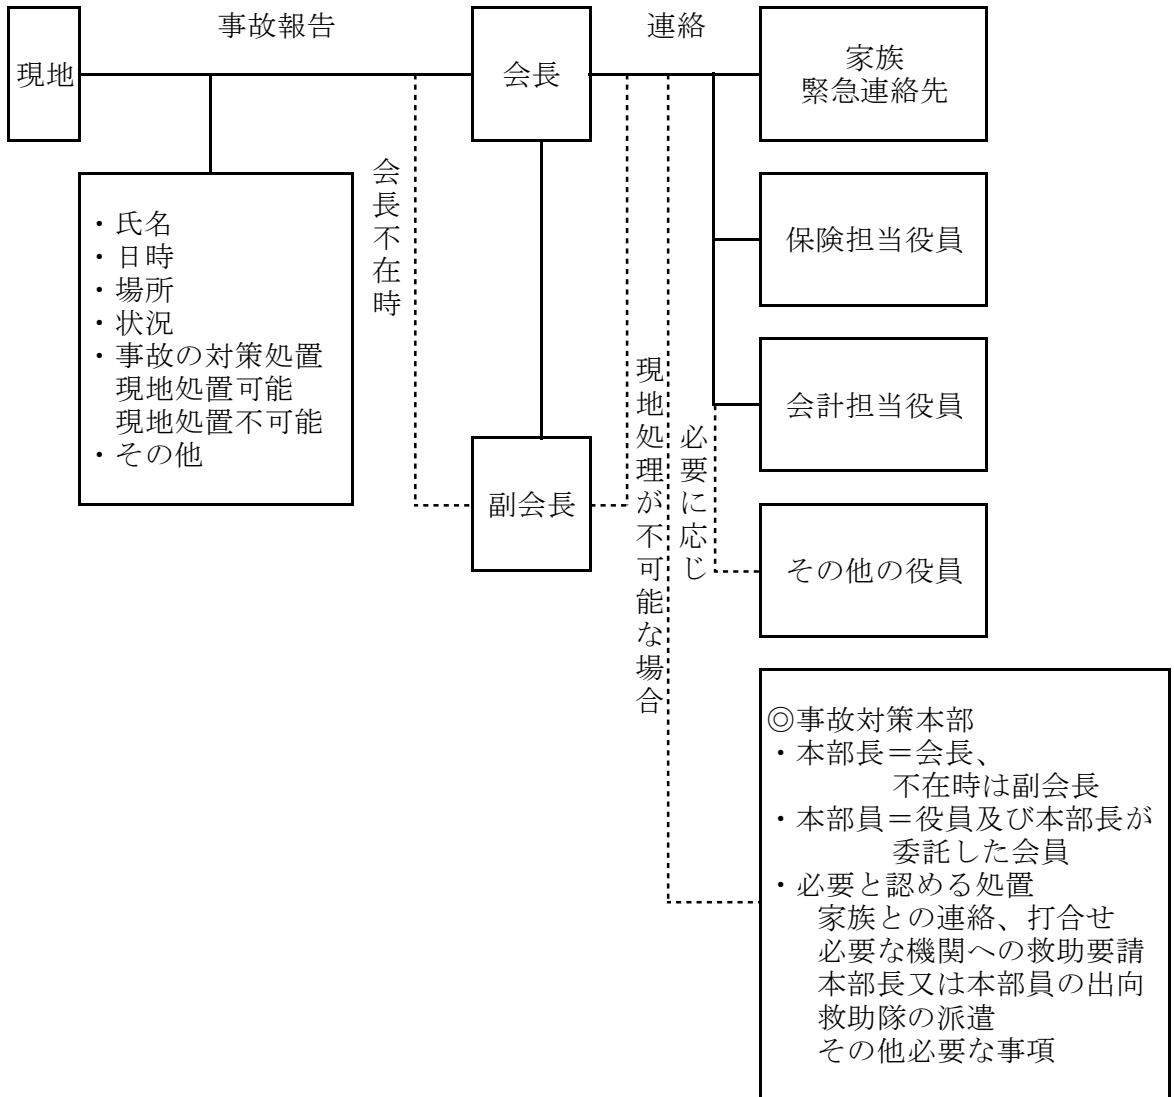 事故報告
連絡
現地
会長
家族
緊急連絡先
会長不在時
・氏名
・日時
・場所
・状況
・事故の対策処置
現地処置可能
現地処置不可能
・その他
保険担当役員
現地処理が不可能な場合
必要に応じ
会計担当役員
副会長
その他の役員
◎事故対策本部
・本部長＝会長、
不在時は副会長
・本部員＝役員及び本部長が
委託した会員
・必要と認める処置
家族との連絡、打合せ
必要な機関への救助要請
本部長又は本部員の出向
救助隊の派遣
その他必要な事項